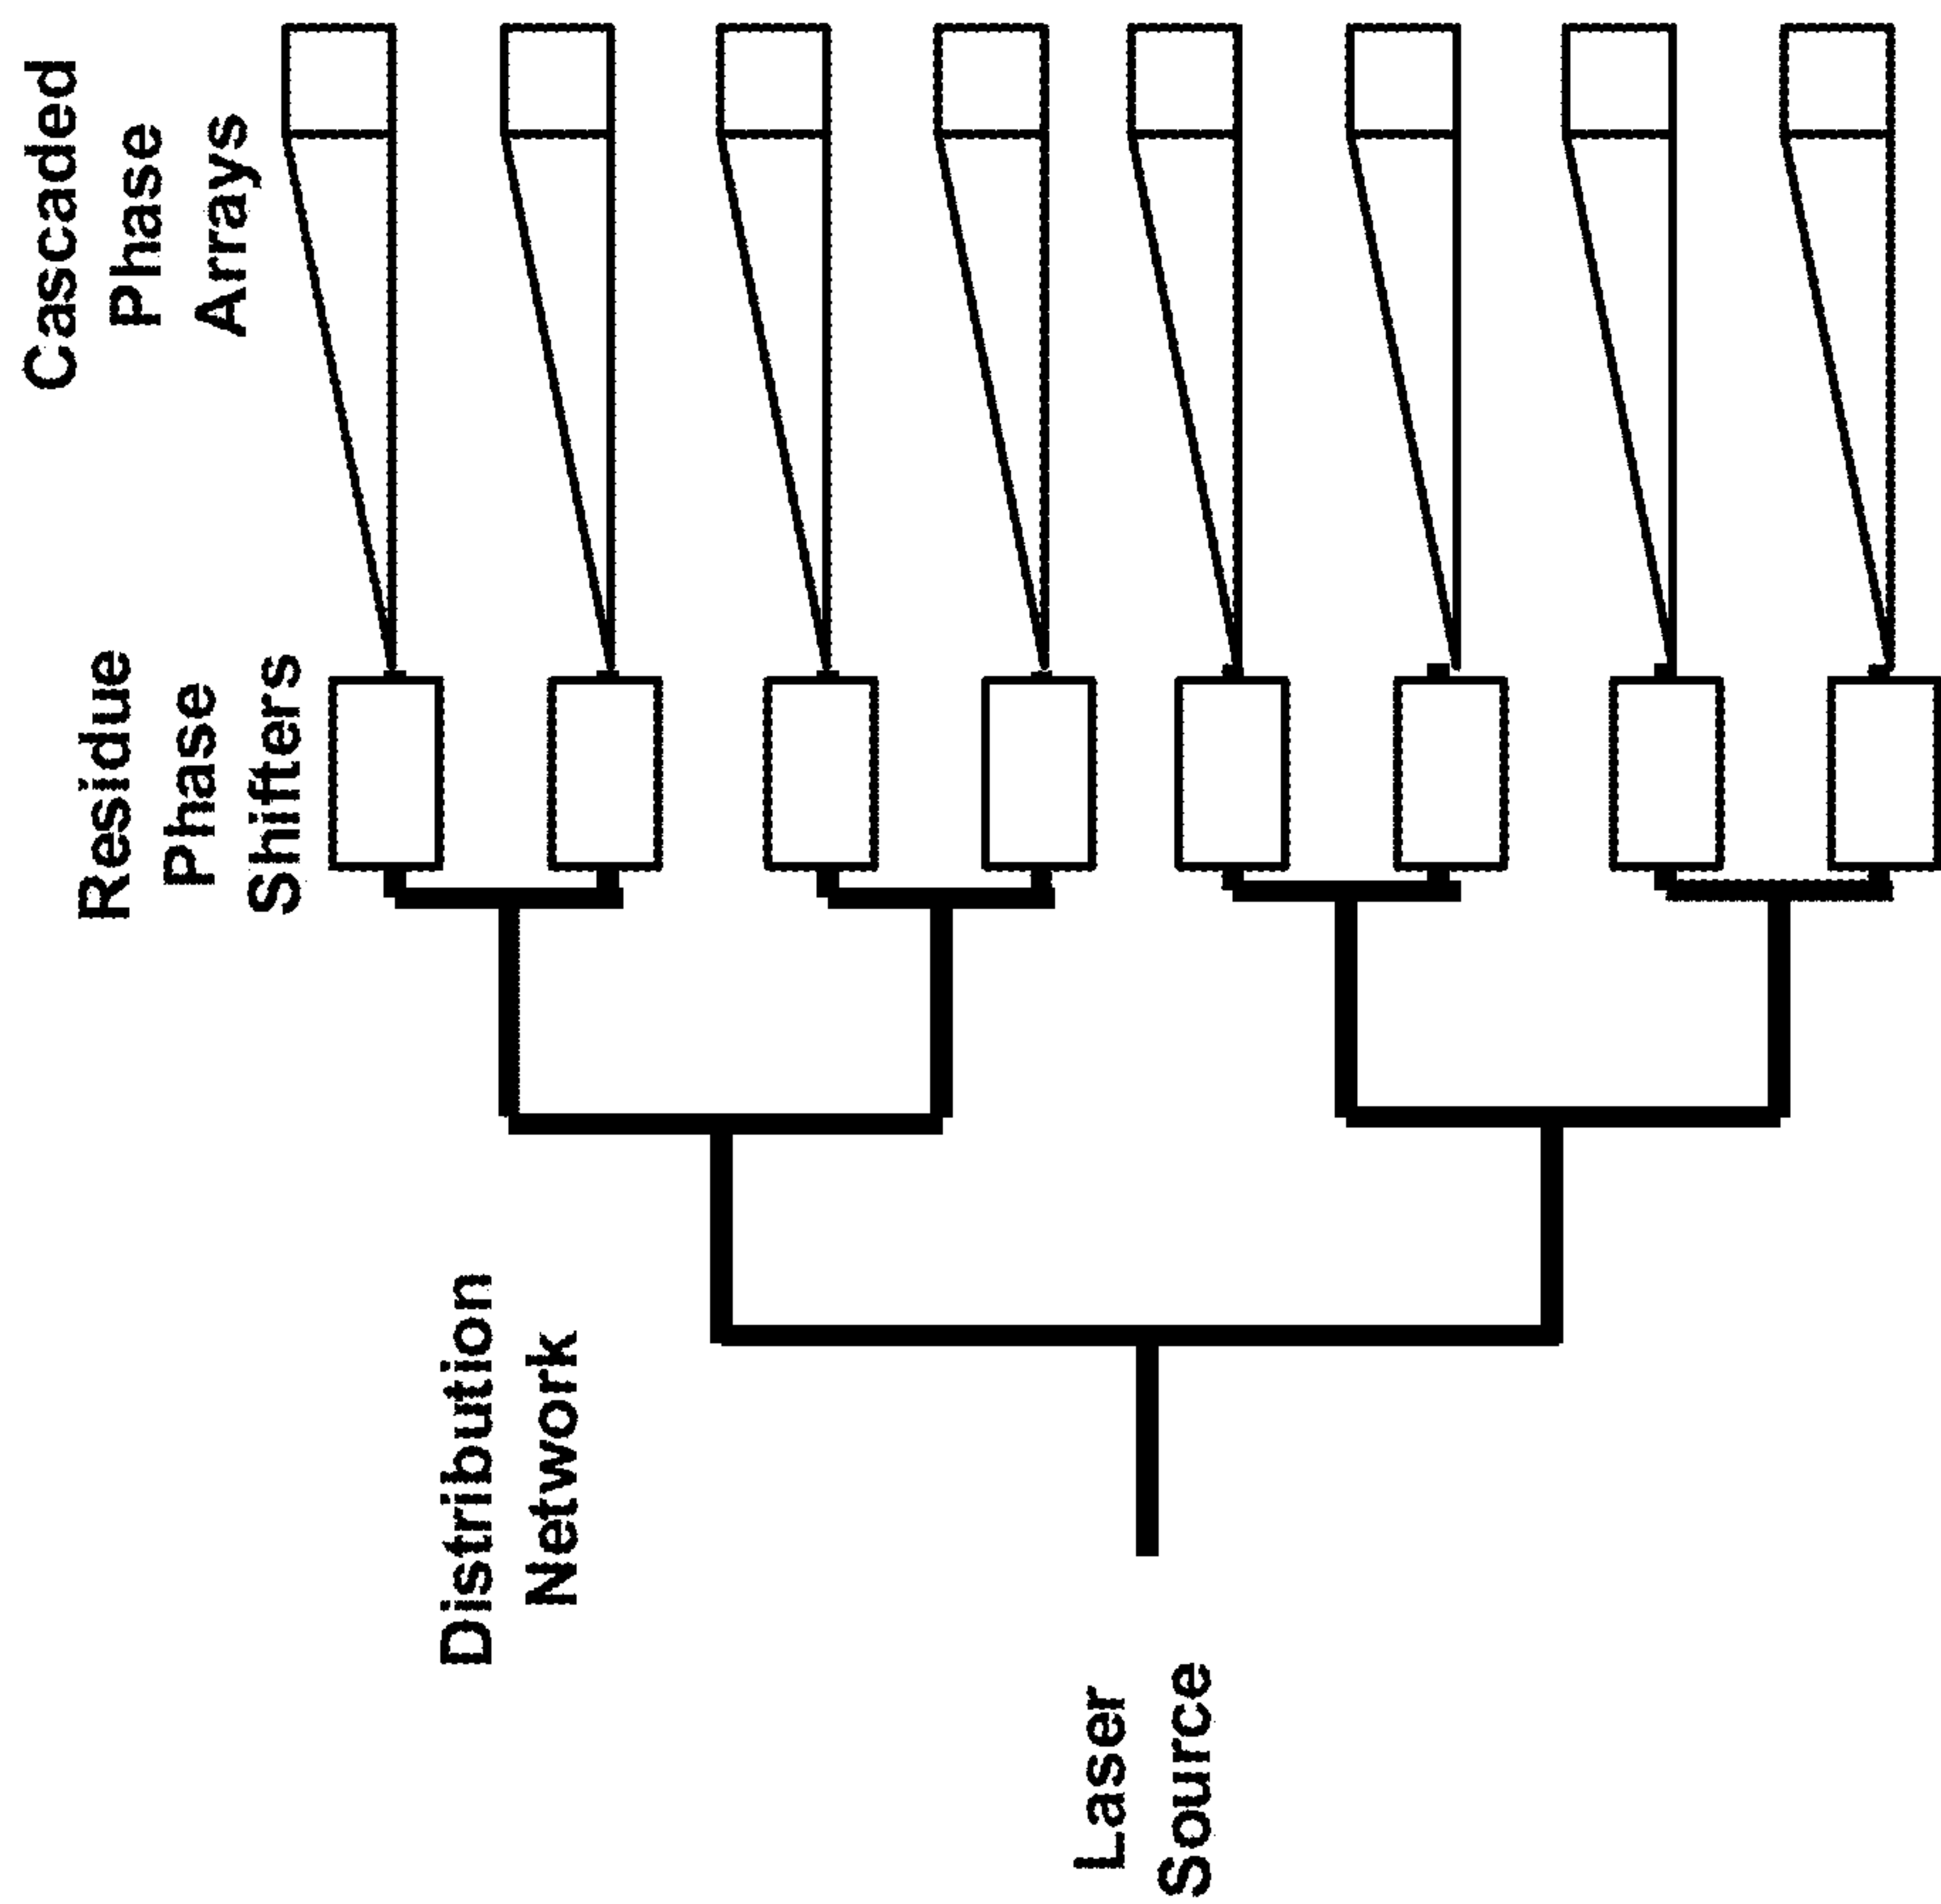 Cascaded
Phase
Arrays
Residue
Phase
Shifters
Distribution
Network
Laser
Source